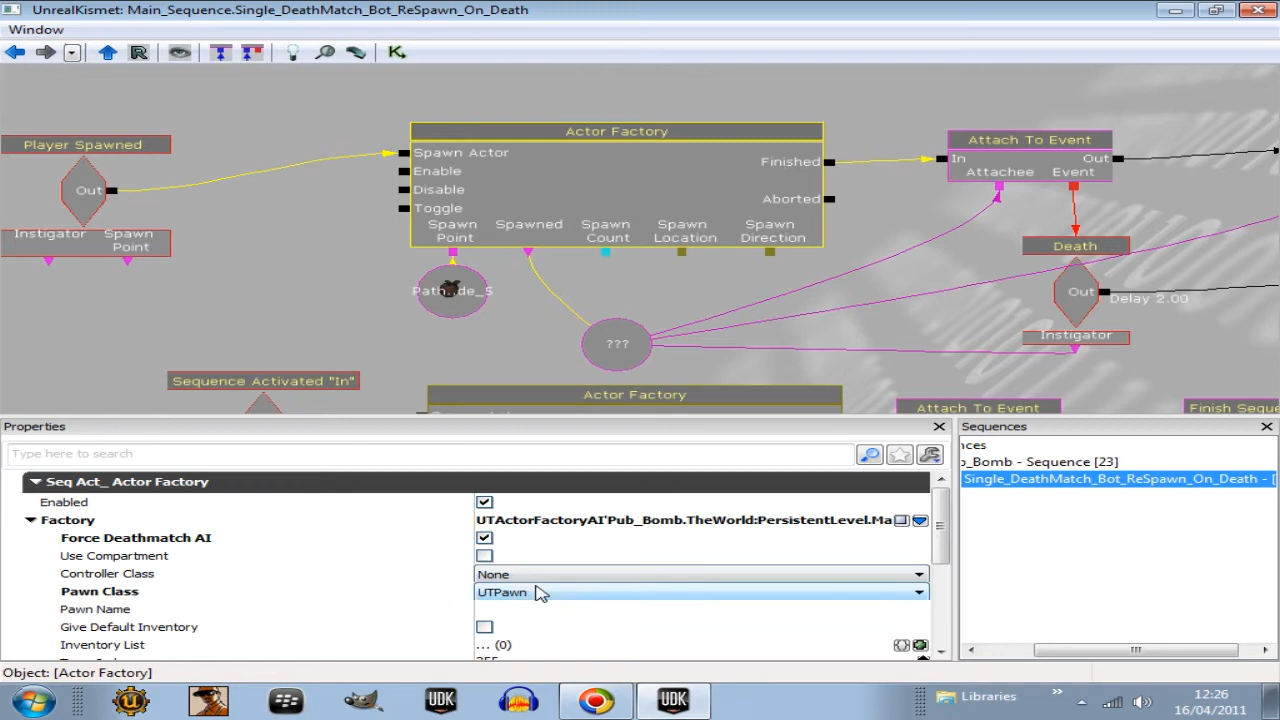 UnrealKismet: Main_Sequence.Single_DeathMatch_Bot_ReSpawn_On_Death
Window
Player Spawned
Out
Instigator
Spawn Point
Actor Factory
Spawn Actor
Enable
Disable
Toggle
Finished
Aborted
Spawn Point
Spawned
Spawn Count
Spawn Location
Spawn Direction
???
Attach To Event
In
Out
Attachee
Event
Death
Out
Delay 2.00
Instigator
Sequence Activated "In"
Actor Factory
Attach To Event
Finish Sequ
Properties
Type here to search
Seq Act_ Actor Factory
Enabled
Factory
UTActorFactoryAI'Pub_Bomb.TheWorld:PersistentLevel.Ma
Force Deathmatch AI
Use Compartment
Controller Class
None
Pawn Class
UTPawn
Pawn Name
Give Default Inventory
Inventory List
... (0)
255
Sequences
nces
b_Bomb - Sequence [23]
Single_DeathMatch_Bot_ReSpawn_On_Death - [
Object: [Actor Factory]
UDK
UDK
Libraries
12:26
16/04/2011